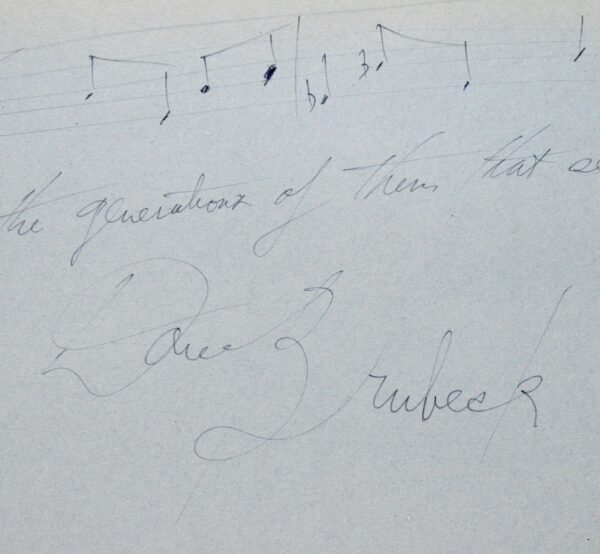 the generations of them that se
Dave Brubeck